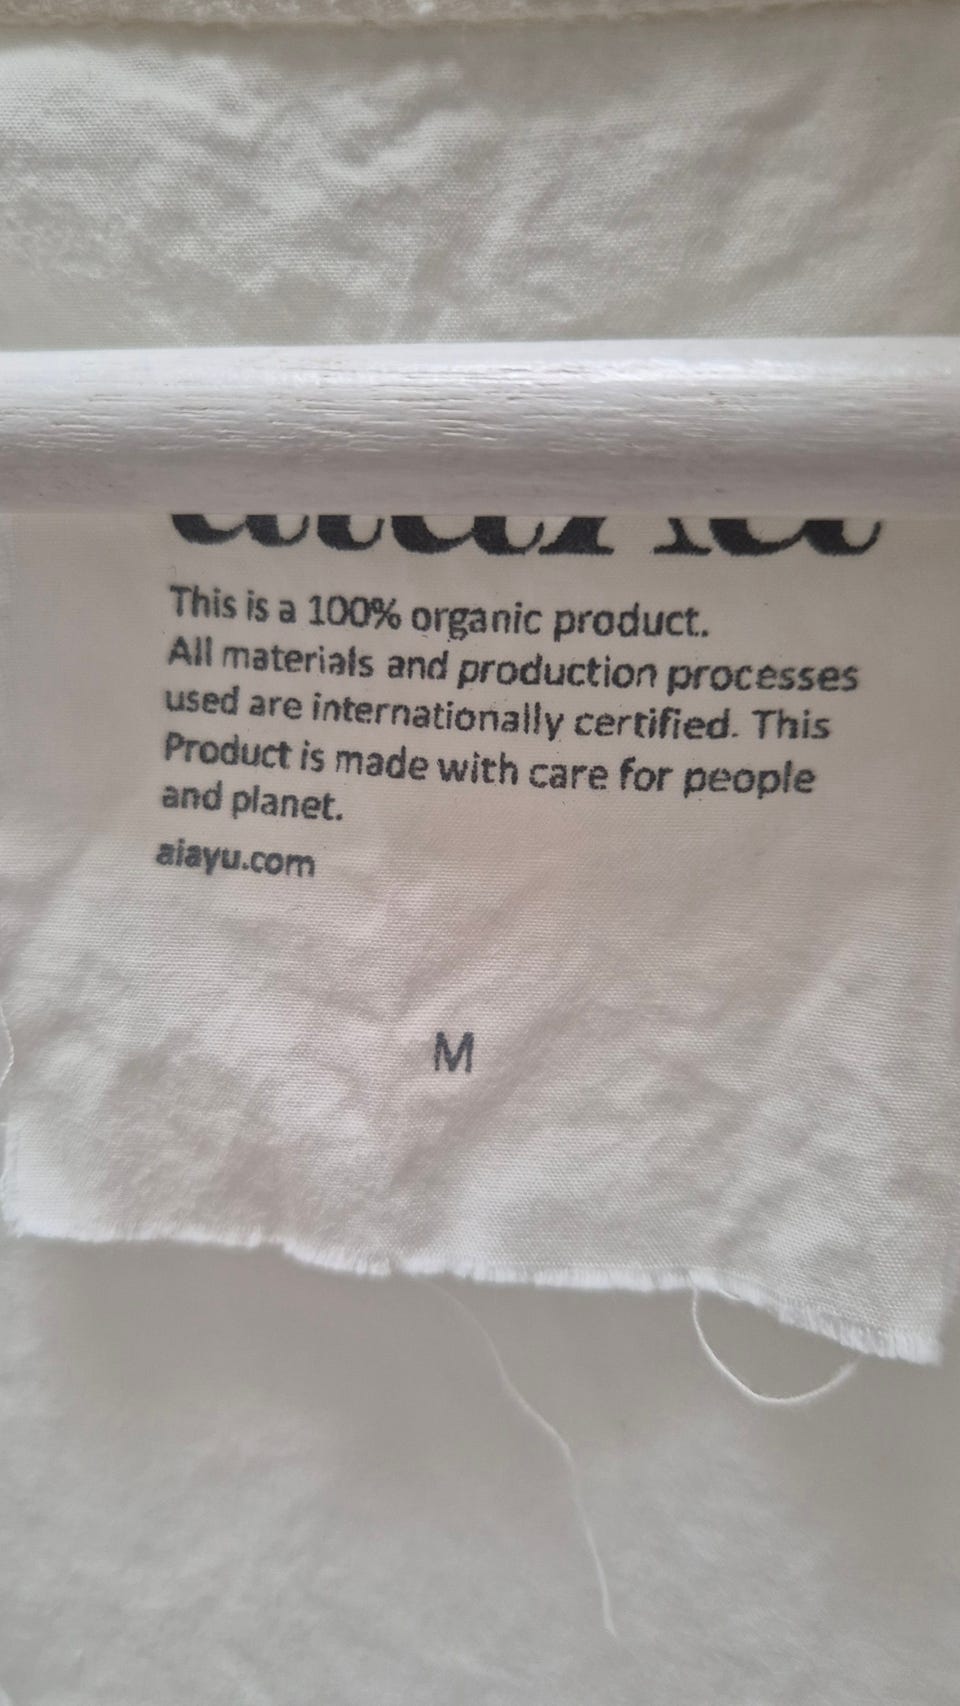 This is a 100% organic product.
All materials and production processes
used are internationally certified. This
Product is made with care for people
and planet.
aiayu.com
M